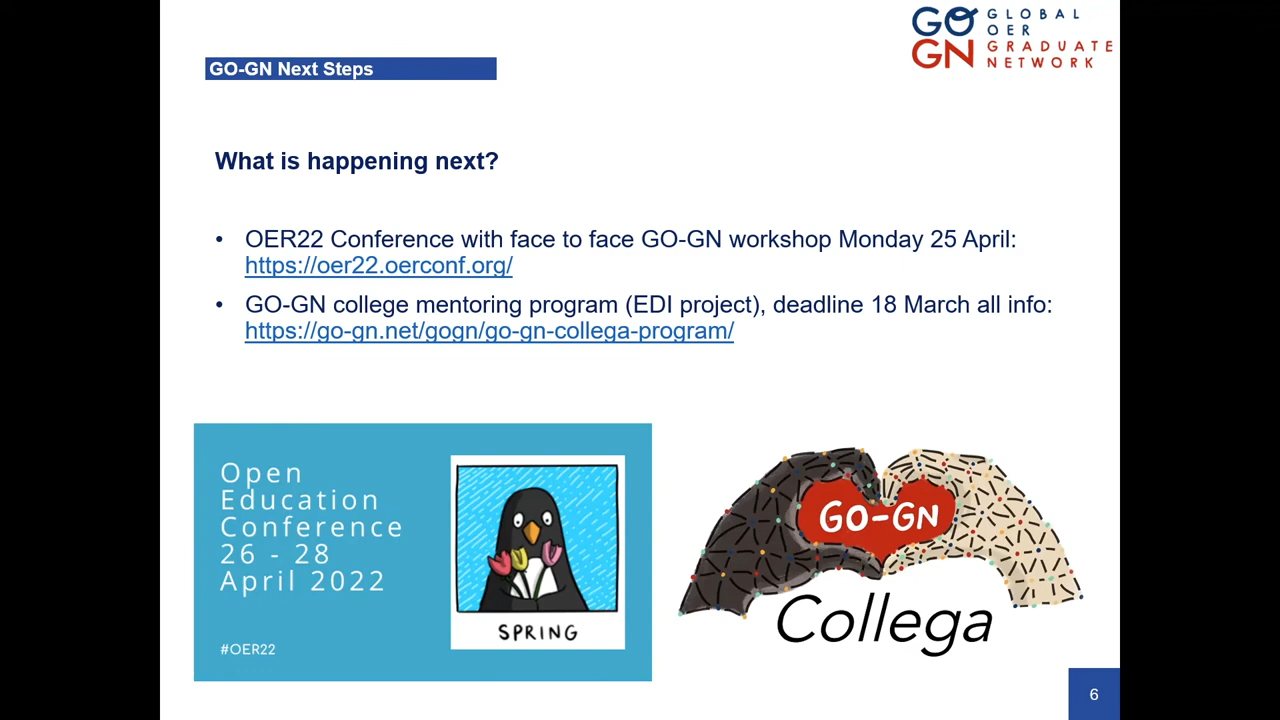 GO GLOBAL
OER
GN GRADUATE
NETWORK
GO-GN Next Steps
What is happening next?
• OER22 Conference with face to face GO-GN workshop Monday 25 April:
https://oer22.oerconf.org/
• GO-GN college mentoring program (EDI project), deadline 18 March all info:
https://go-gn.net/gogn/go-gn-collega-program/
Open
Education
Conference
26 - 28
April 2022
#OER22
SPRING
GO-GN
Collega
6